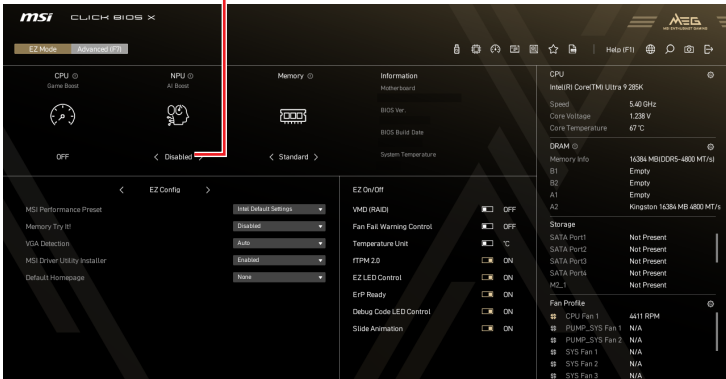 msi CLICK BIOS X
MEG
MSI ENTHUSIAST GAMING
EZ Mode Advanced (F7) Help (F1)
CPU NPU Memory Information
Game Boost AI Boost Motherboard
BIOS Ver.
BIOS Build Date
System Temperature
OFF < Disabled > < Standard >
CPU
Intel(R) Core(TM) Ultra 9 285K
Speed 5.40 GHz
Core Voltage 1.238 V
Core Temperature 67 °C
DRAM
Memory Info 16384 MB(DDR5-4800 MT/s)
B1 Empty
B2 Empty
A1 Empty
A2 Kingston 16384 MB 4800 MT/s
< EZ Config >
MSI Performance Preset Intel Default Settings
Memory Try It! Disabled
VGA Detection Auto
MSI Driver Utility Installer Enabled
Default Homepage None
EZ On/Off
VMD (RAID) OFF
Fan Fail Warning Control OFF
Temperature Unit °C
fTPM 2.0 ON
EZ LED Control ON
ErP Ready ON
Debug Code LED Control ON
Slide Animation ON
Storage
SATA Port1 Not Present
SATA Port2 Not Present
SATA Port3 Not Present
SATA Port4 Not Present
M2_1 Not Present
Fan Profile
CPU Fan 1 4411 RPM
PUMP_SYS Fan 1 N/A
PUMP_SYS Fan 2 N/A
SYS Fan 1 N/A
SYS Fan 2 N/A
SYS Fan 3 N/A